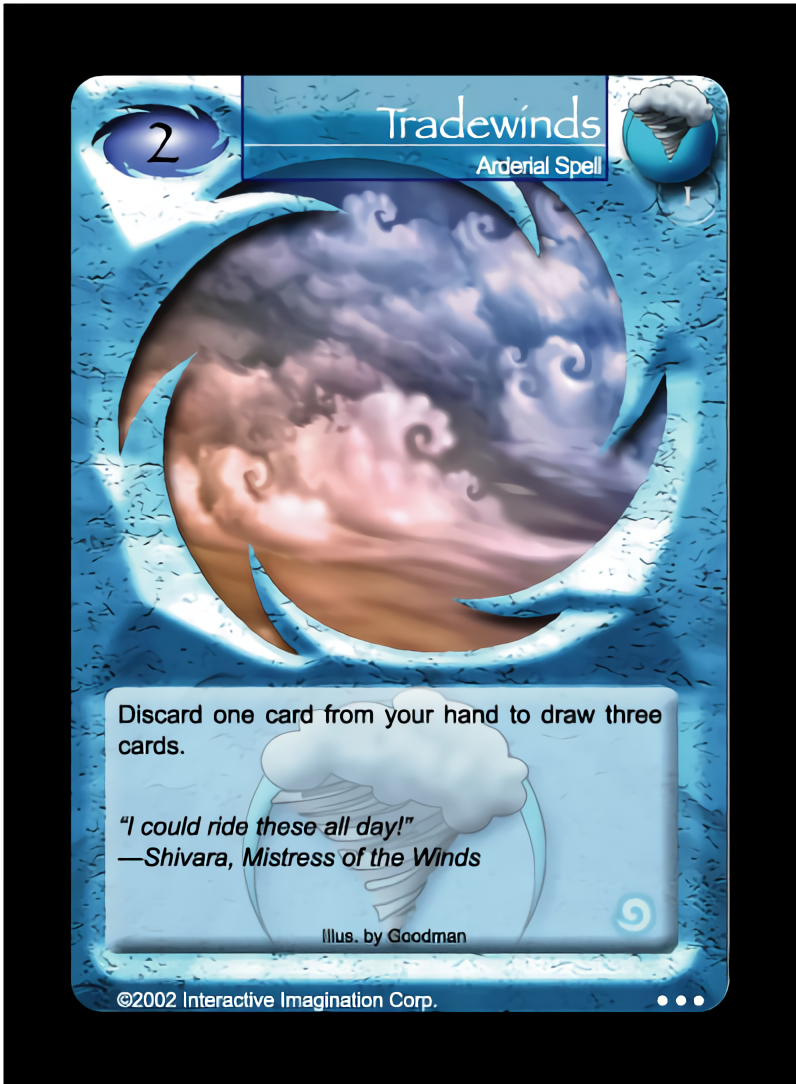 2
Tradewinds
Arderial Spell
1
Discard one card from your hand to draw three
cards.
“I could ride these all day!”
—Shivara, Mistress of the Winds
Illus. by Goodman
©2002 Interactive Imagination Corp.